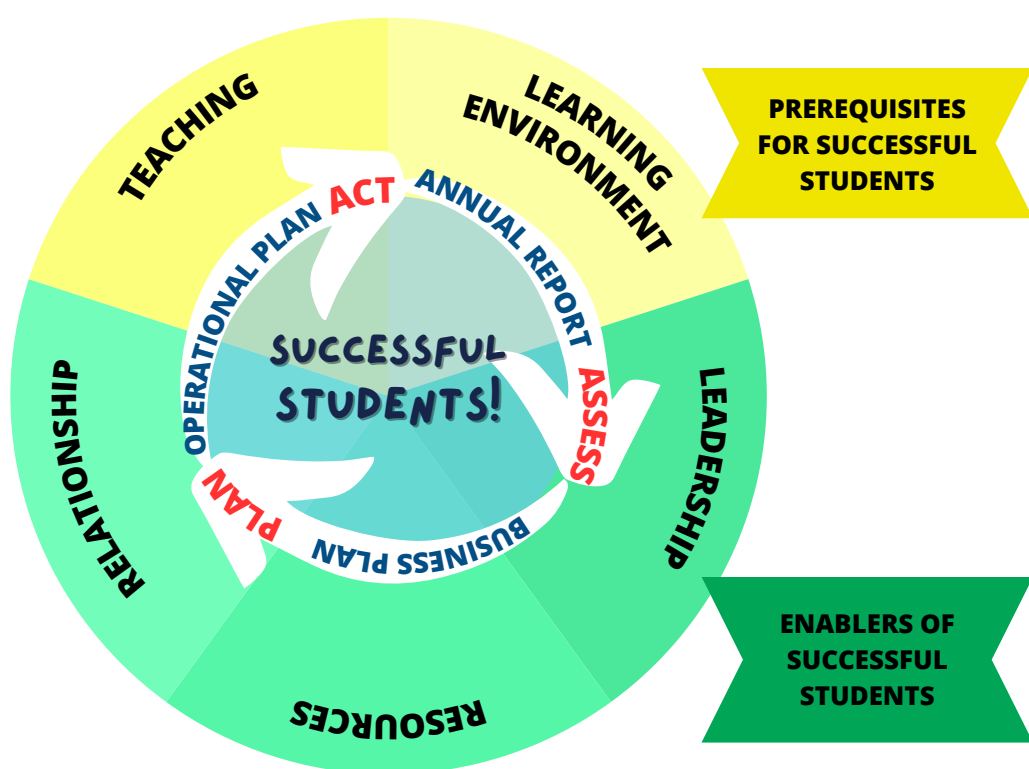 TEACHING
LEARNING
ENVIRONMENT
PREREQUISITES
FOR SUCCESSFUL
STUDENTS
ACT
ANNUAL REPORT
OPERATIONAL PLAN
SUCCESSFUL
STUDENTS!
ASSESS
LEADERSHIP
RELATIONSHIP
PLAN
BUSINESS PLAN
RESOURCES
ENABLERS OF
SUCCESSFUL
STUDENTS